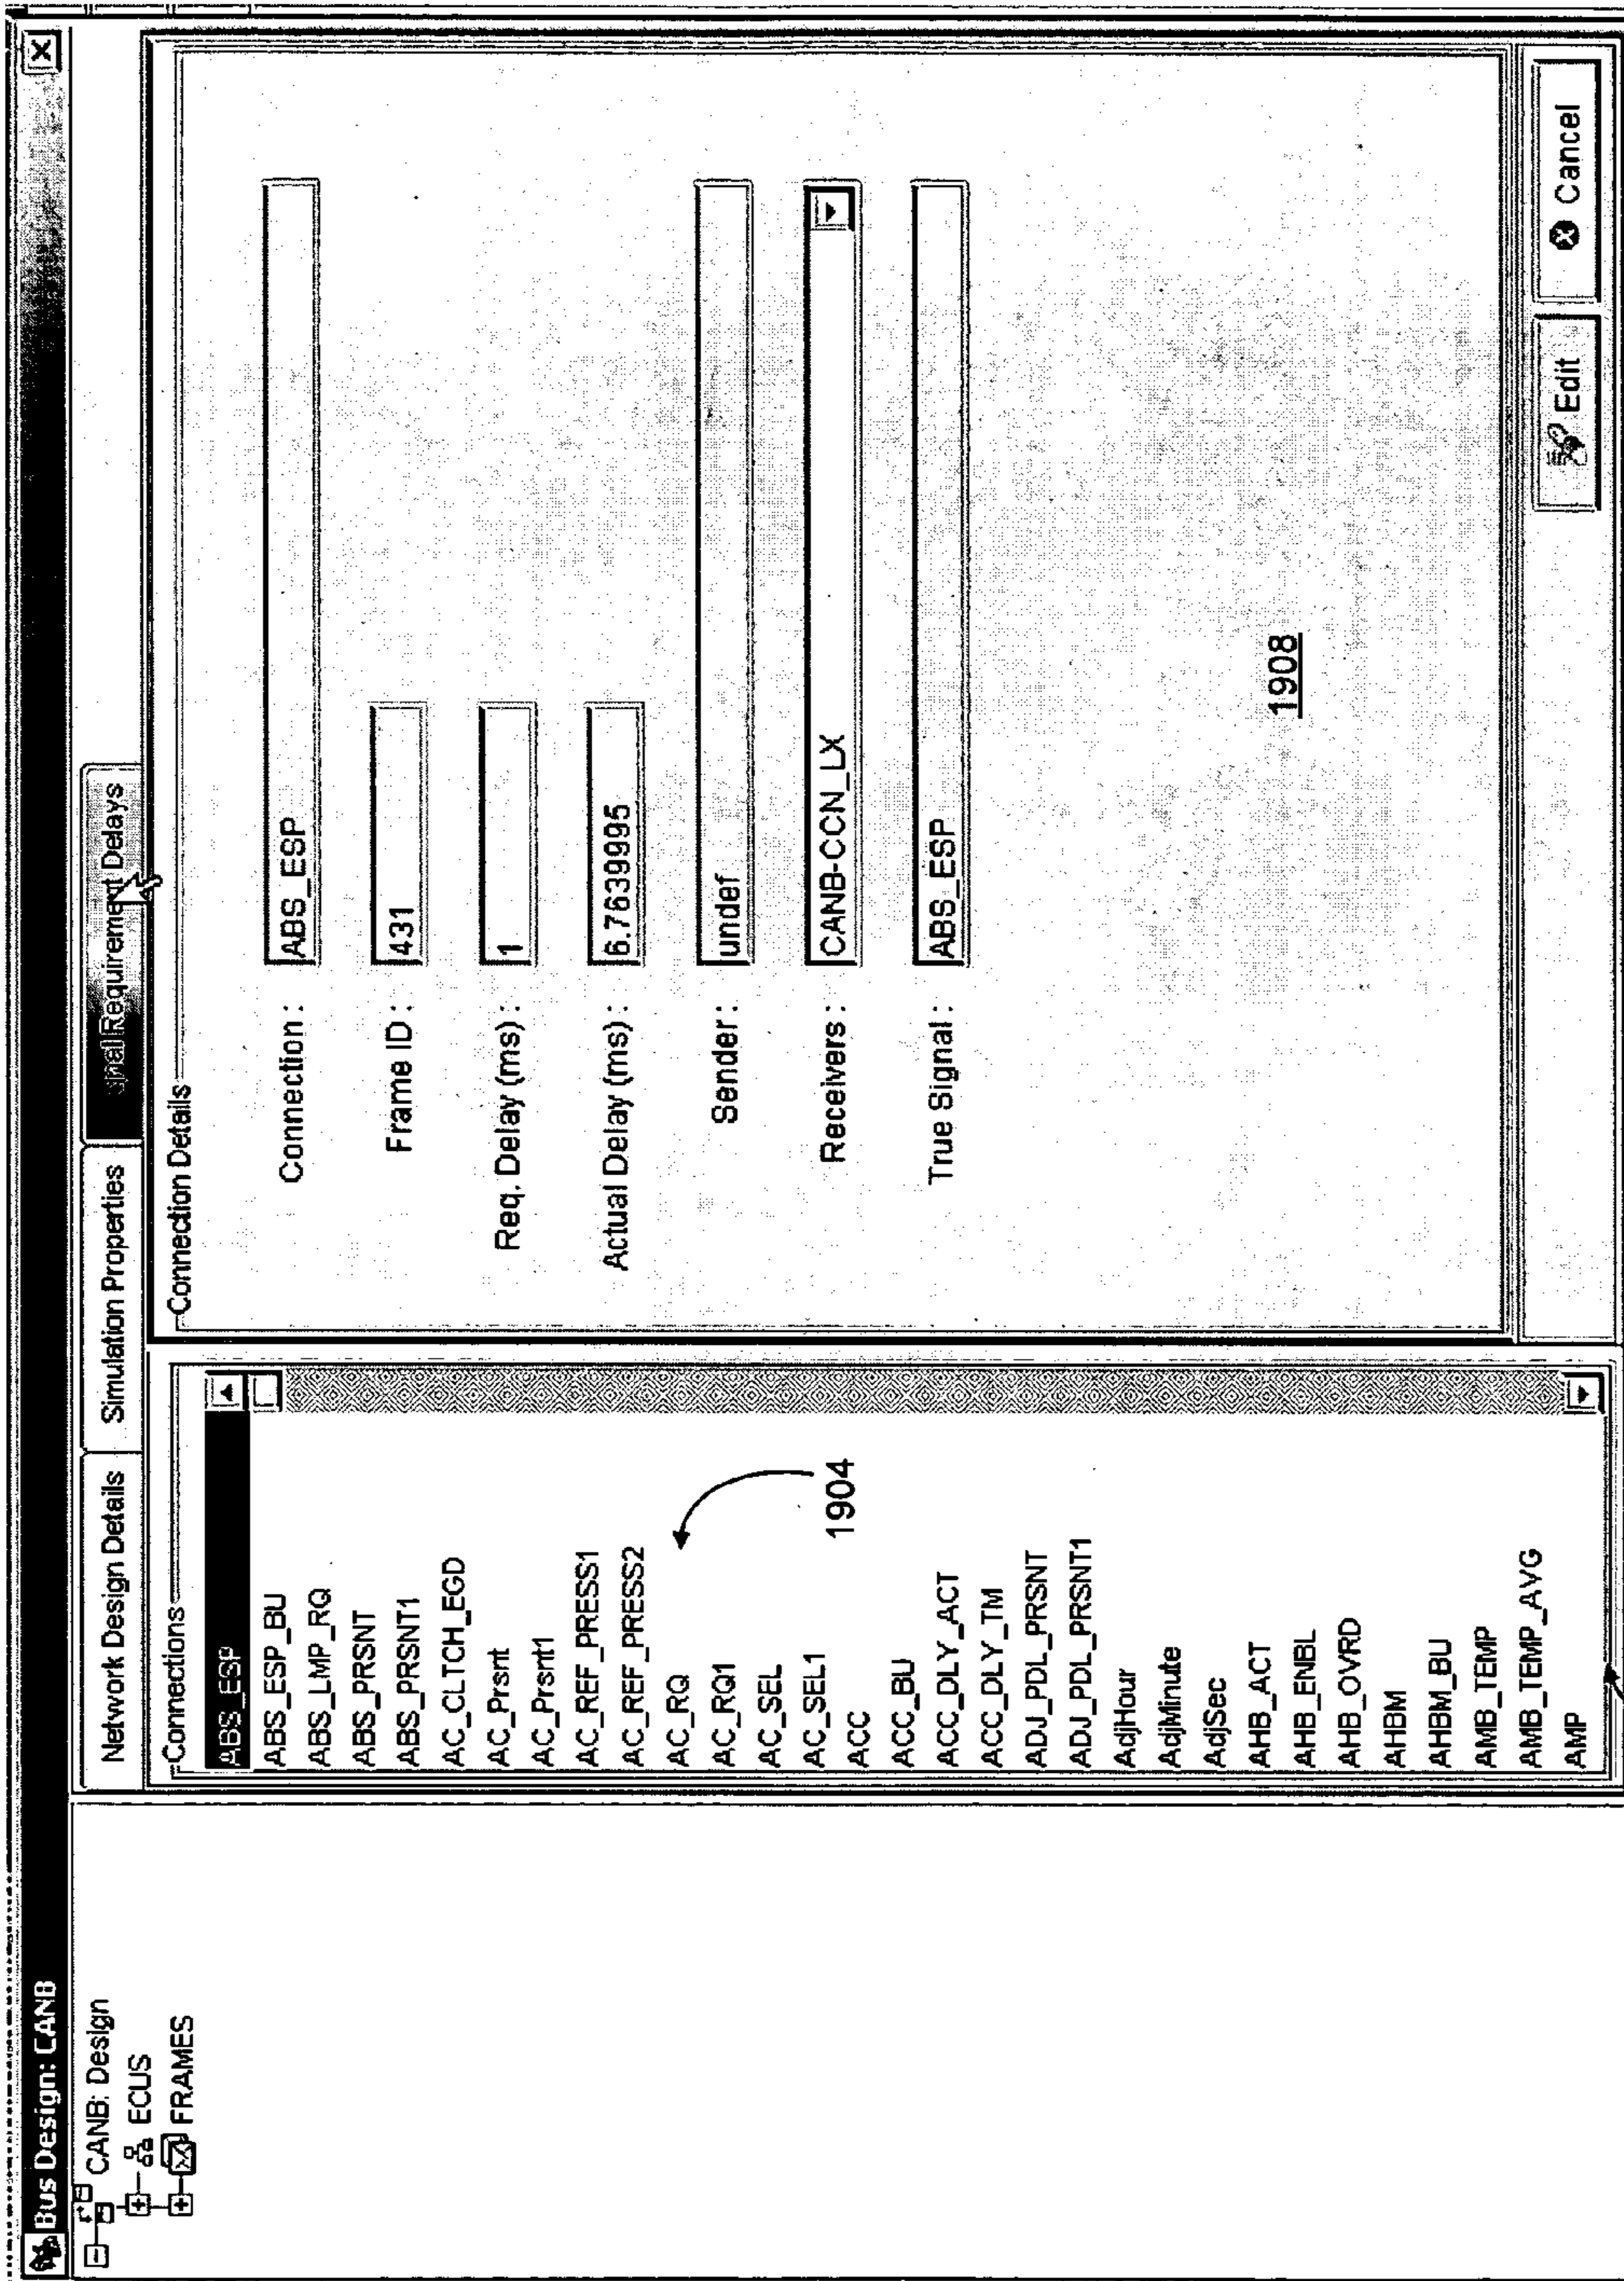 Bus Design: CANB
CANB: Design
ECUS
FRAMES
Network Design Details
Simulation Properties
Requirement Delays
Connections
ABS_ESP
ABS_ESP_BU
ABS_LMP_RQ
ABS_PRSNT
ABS_PRSNT1
AC_CLTCH_EGD
AC_Prsnt
AC_Prsnt1
AC_REF_PRESS1
AC_REF_PRESS2
AC_RQ
AC_RQ1
AC_SEL
AC_SEL1
ACC
ACC_BU
ACC_DLY_ACT
ACC_DLY_TM
ADJ_PDL_PRSNT
ADJ_PDL_PRSNT1
AdjHour
AdjMinute
AdjSec
AHB_ACT
AHB_ENBL
AHB_OVRD
AHBM
AHBM_BU
AMB_TEMP
AMB_TEMP_AVG
AMP
1904
Connection Details
Connection : ABS_ESP
Frame ID : 431
Req. Delay (ms) : 1
Actual Delay (ms) : 6.7639995
Sender : undef
Receivers : CANB-CCN_LX
True Signal : ABS_ESP
1908
Edit
Cancel